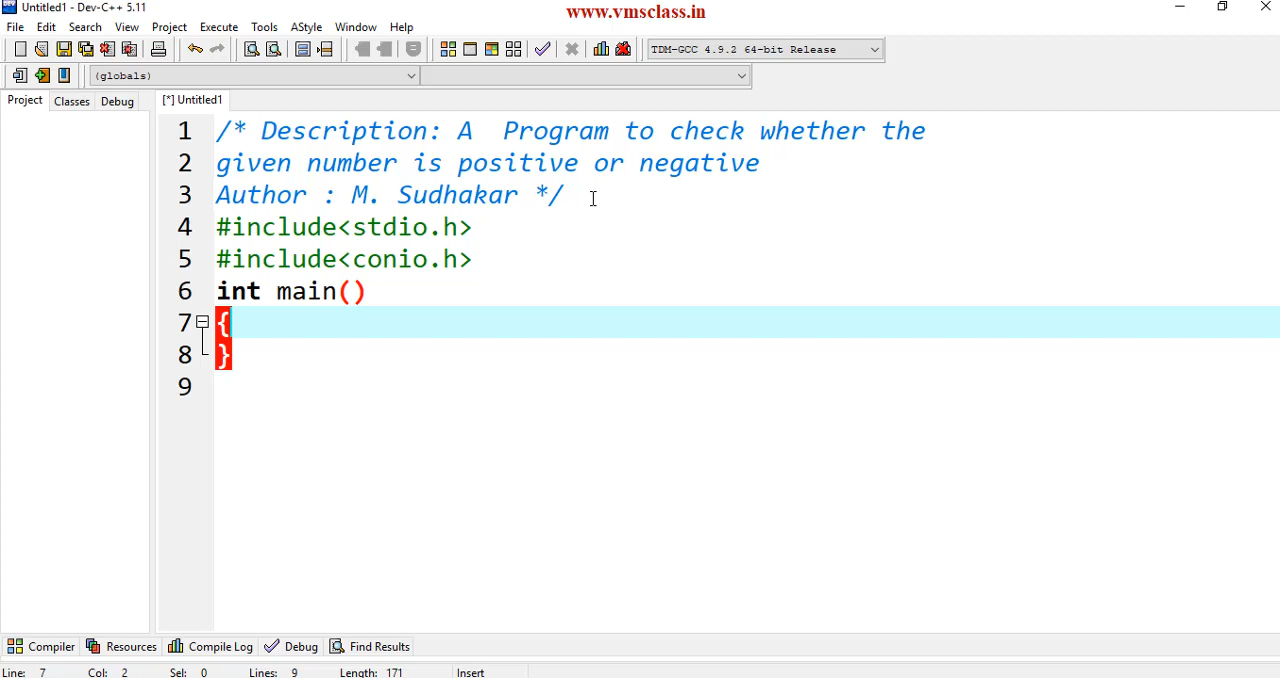 Untitled1 - Dev-C++ 5.11
www.vmsclass.in
File Edit Search View Project Execute Tools AStyle Window Help
TDM-GCC 4.9.2 64-bit Release
(globals)
Project Classes Debug [*] Untitled1
1 /* Description: A  Program to check whether the
2 given number is positive or negative
3 Author : M. Sudhakar */
4 #include<stdio.h>
5 #include<conio.h>
6 int main()
7 {
8 }
9
Compiler Resources Compile Log Debug Find Results
Line: 7 Col: 2 Sel: 0 Lines: 9 Length: 171 Insert